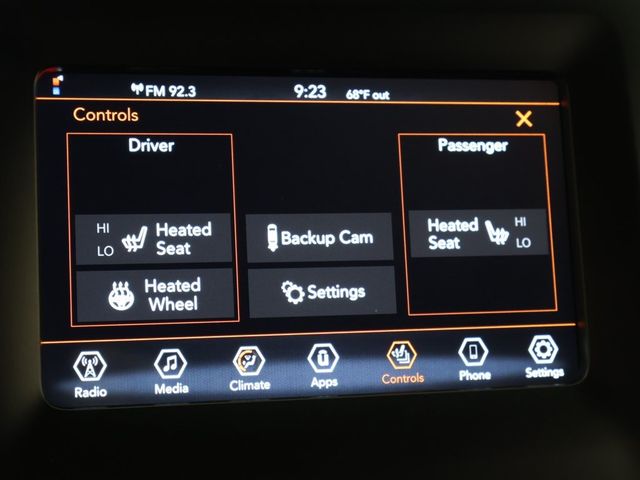 FM 92.3 9:23 68°F out
Controls
Driver Passenger
HI
LO
Heated
Seat
Backup Cam
Heated
Seat
HI
LO
Heated
Wheel
Settings
Radio Media Climate Apps Controls Phone Settings